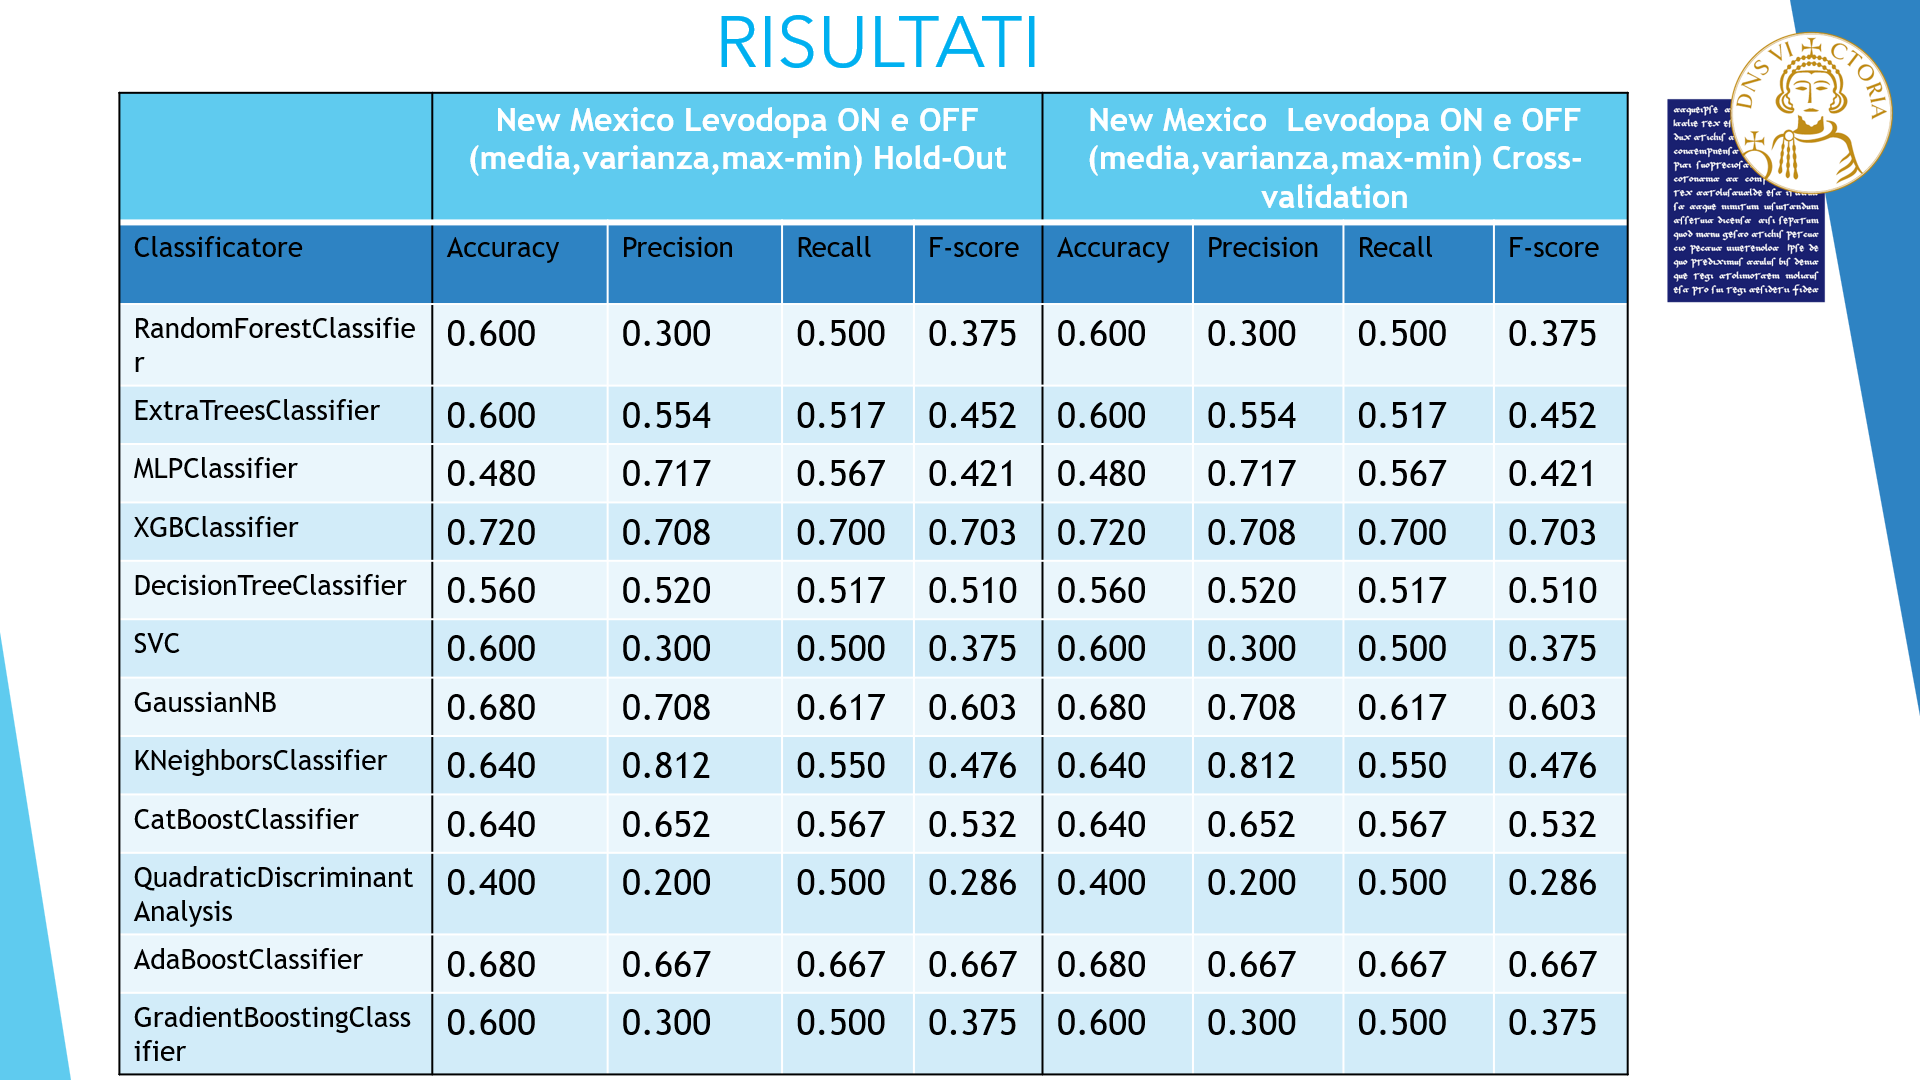 RISULTATI
New Mexico Levodopa ON e OFF
(media,varianza,max-min) Hold-Out
New Mexico  Levodopa ON e OFF
(media,varianza,max-min) Cross-
validation
Classificatore Accuracy Precision Recall F-score Accuracy Precision Recall F-score
RandomForestClassifie
r 0.600 0.300 0.500 0.375 0.600 0.300 0.500 0.375
ExtraTreesClassifier 0.600 0.554 0.517 0.452 0.600 0.554 0.517 0.452
MLPClassifier 0.480 0.717 0.567 0.421 0.480 0.717 0.567 0.421
XGBClassifier 0.720 0.708 0.700 0.703 0.720 0.708 0.700 0.703
DecisionTreeClassifier 0.560 0.520 0.517 0.510 0.560 0.520 0.517 0.510
SVC 0.600 0.300 0.500 0.375 0.600 0.300 0.500 0.375
GaussianNB 0.680 0.708 0.617 0.603 0.680 0.708 0.617 0.603
KNeighborsClassifier 0.640 0.812 0.550 0.476 0.640 0.812 0.550 0.476
CatBoostClassifier 0.640 0.652 0.567 0.532 0.640 0.652 0.567 0.532
QuadraticDiscriminant
Analysis 0.400 0.200 0.500 0.286 0.400 0.200 0.500 0.286
AdaBoostClassifier 0.680 0.667 0.667 0.667 0.680 0.667 0.667 0.667
GradientBoostingClass
ifier 0.600 0.300 0.500 0.375 0.600 0.300 0.500 0.375
DNS VICTORIA